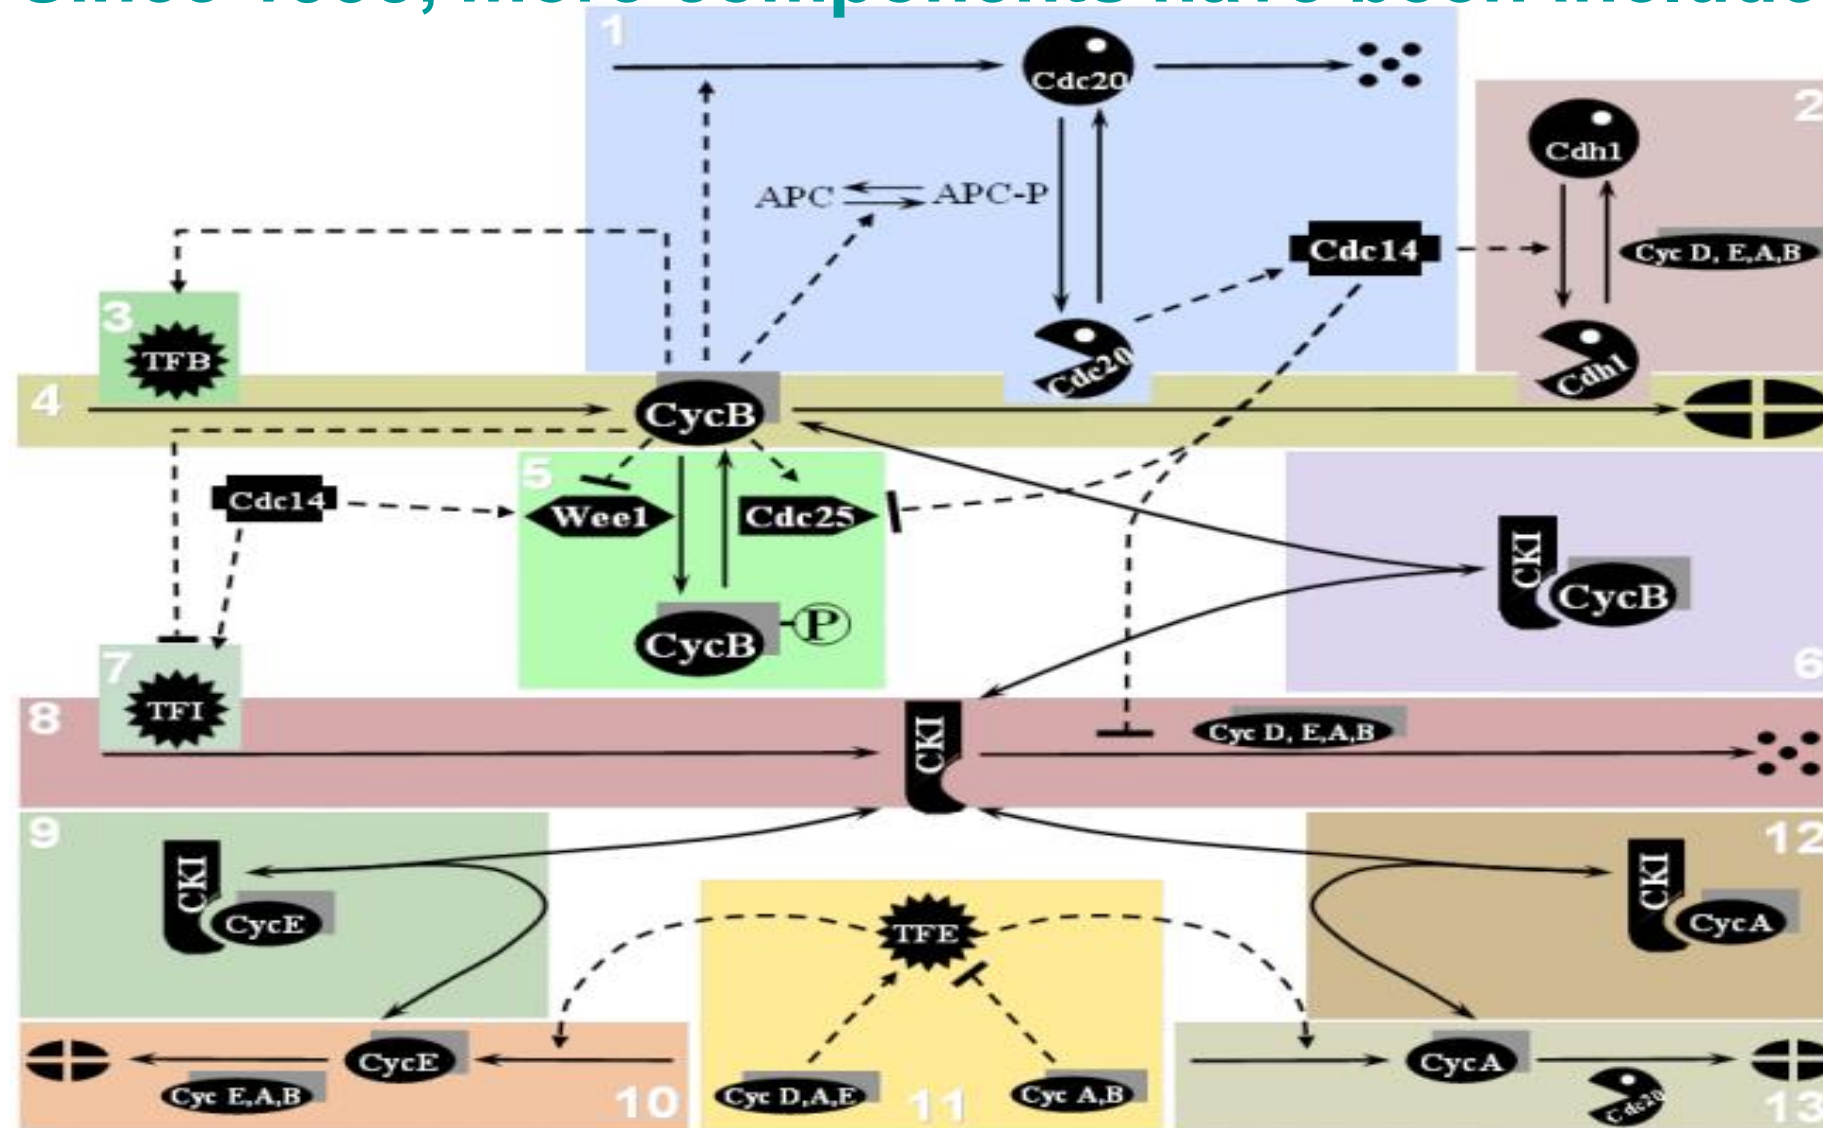 1
Cdc20
2
Cdh1
APC
APC-P
Cdc14
Cyc D, E,A,B
3
TFB
Cdc20
Cdh1
4
CycB
5
Cdc14
Wee1
Cdc25
CKI
CycB
CycB
P
6
7
TFI
8
CKI
Cyc D, E,A,B
9
CKI
CycE
12
CKI
CycA
TFE
CycE
Cyc E,A,B
10
Cyc D,A,E
11
Cyc A,B
CycA
Cdc20
13